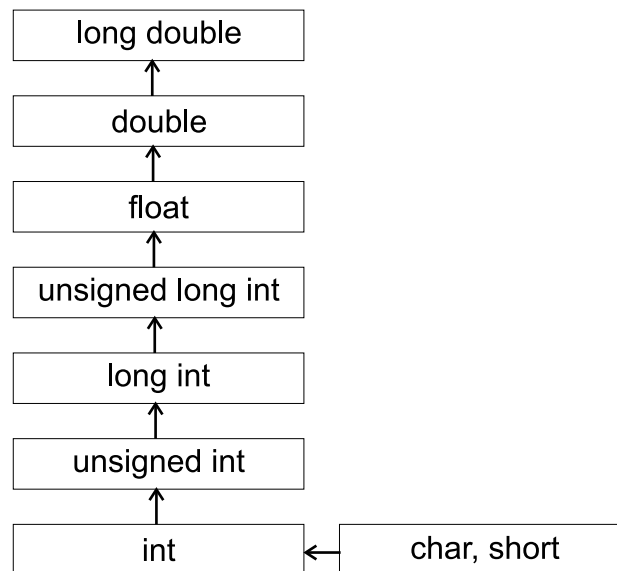 long double
double
float
unsigned long int
long int
unsigned int
int
char, short